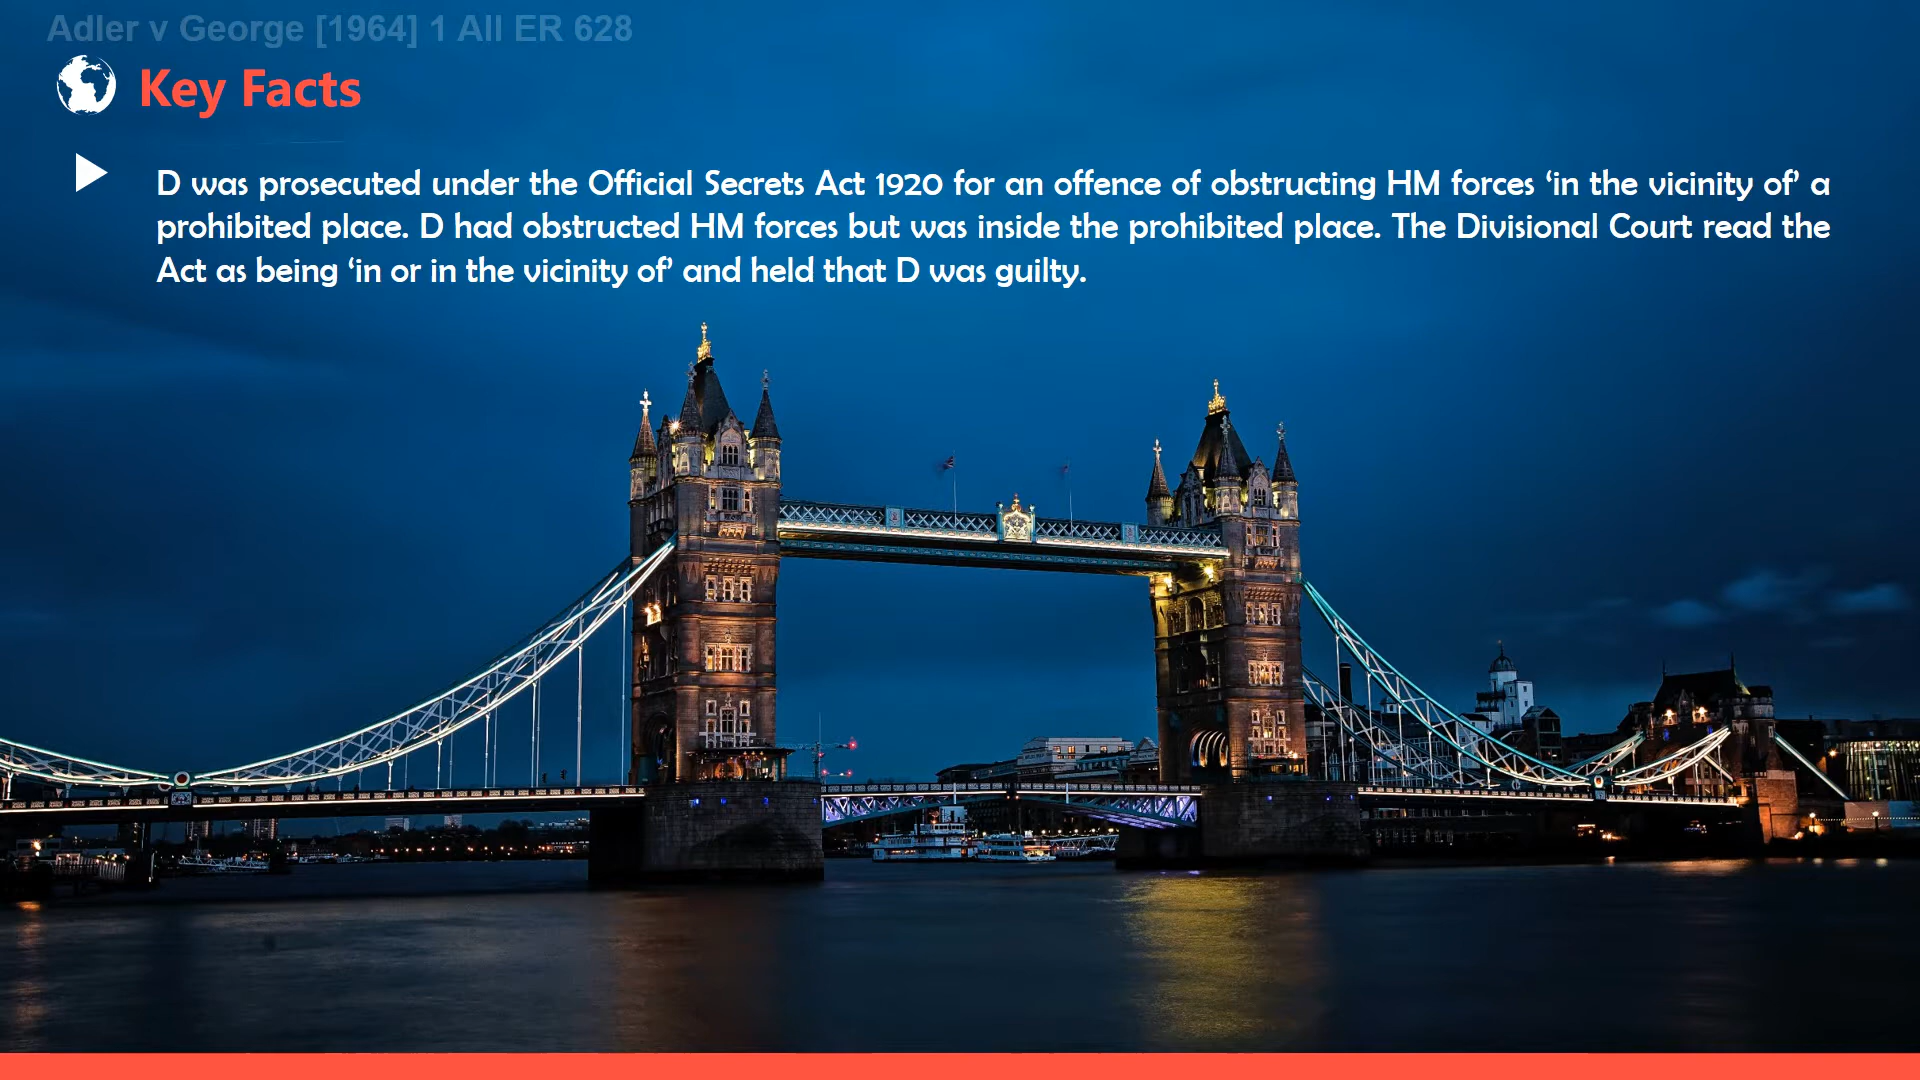 Adler v George [1964] 1 All ER 628
Key Facts
D was prosecuted under the Official Secrets Act 1920 for an offence of obstructing HM forces ‘in the vicinity of’ a
prohibited place. D had obstructed HM forces but was inside the prohibited place. The Divisional Court read the
Act as being ‘in or in the vicinity of’ and held that D was guilty.